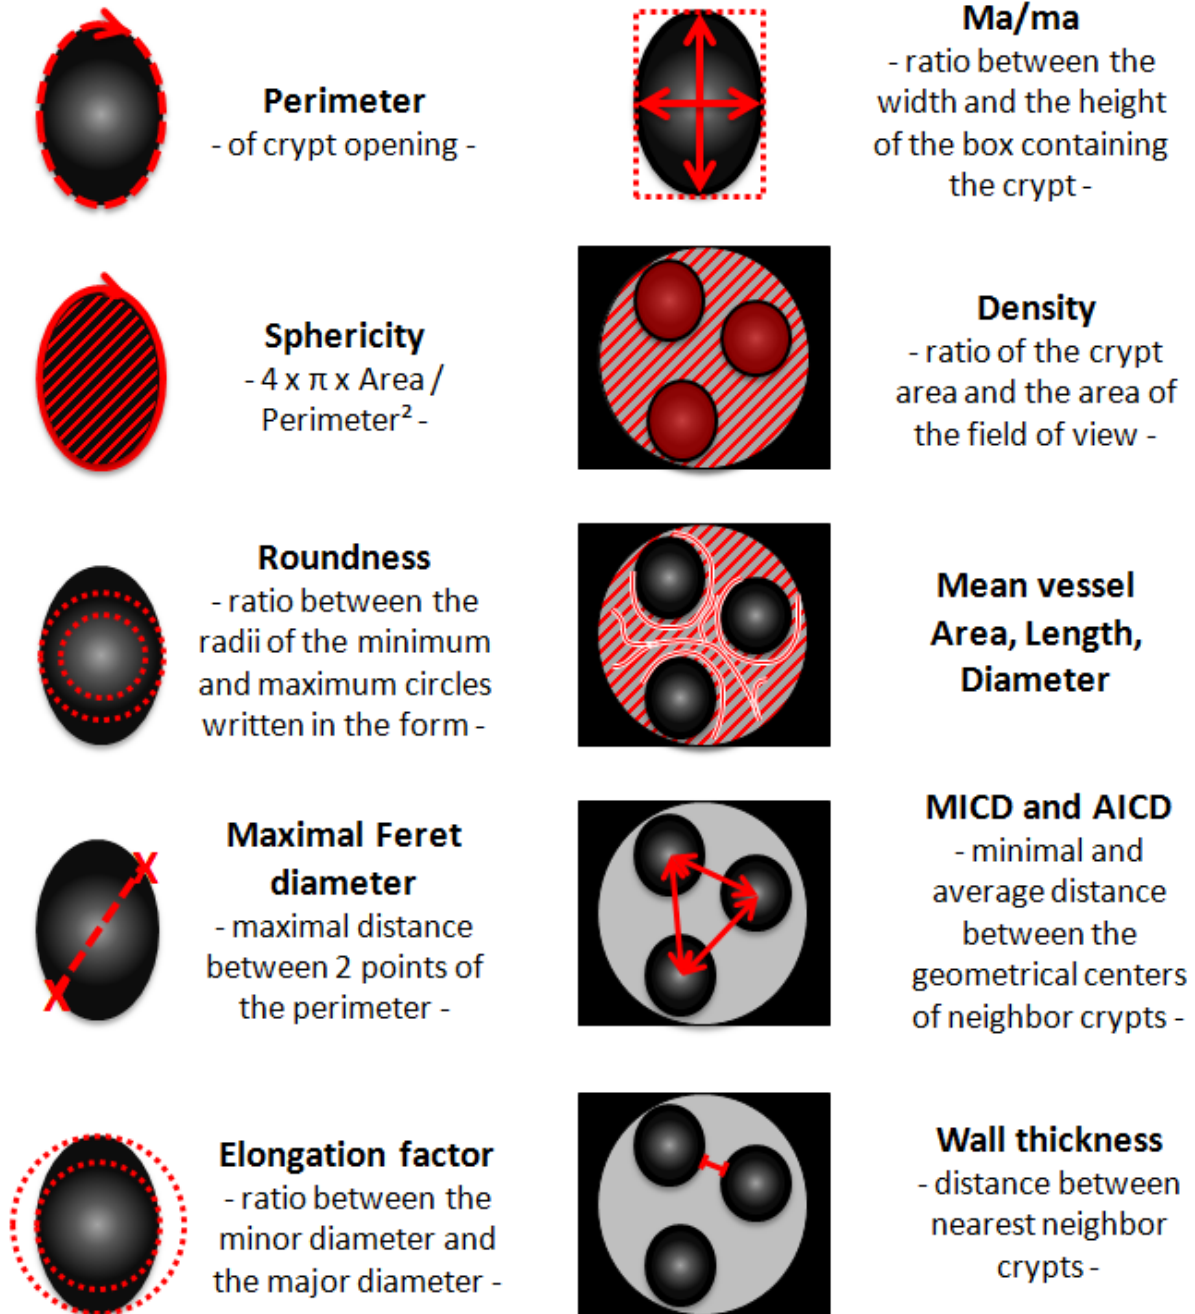 Perimeter
- of crypt opening -
Ma/ma
- ratio between the
width and the height
of the box containing
the crypt -
Sphericity
- 4 x π x Area /
Perimeter² -
Density
- ratio of the crypt
area and the area of
the field of view -
Roundness
- ratio between the
radii of the minimum
and maximum circles
written in the form -
Mean vessel
Area, Length,
Diameter
Maximal Feret
diameter
- maximal distance
between 2 points of
the perimeter -
X
X
MICD and AICD
- minimal and
average distance
between the
geometrical centers
of neighbor crypts -
Elongation factor
- ratio between the
minor diameter and
the major diameter -
Wall thickness
- distance between
nearest neighbor
crypts -